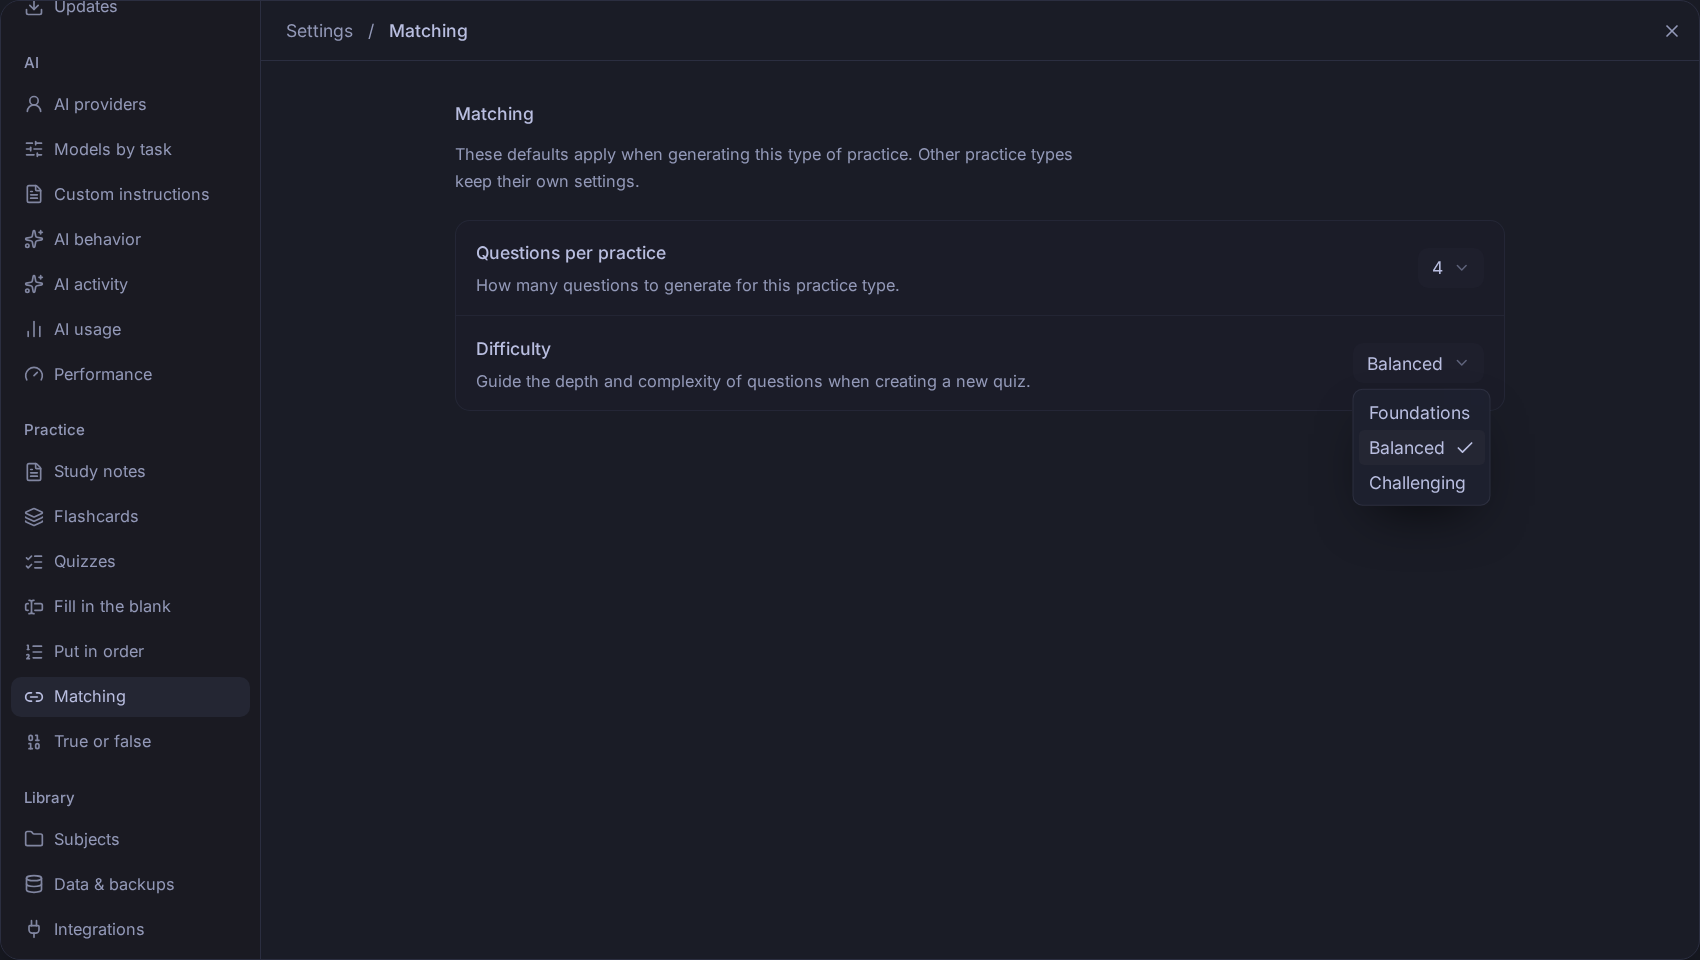 Updates
AI
AI providers
Models by task
Custom instructions
AI behavior
AI activity
AI usage
Performance
Practice
Study notes
Flashcards
Quizzes
Fill in the blank
Put in order
Matching
True or false
Library
Subjects
Data & backups
Integrations
Settings / Matching
Matching
These defaults apply when generating this type of practice. Other practice types
keep their own settings.
Questions per practice
How many questions to generate for this practice type.
4
Difficulty
Guide the depth and complexity of questions when creating a new quiz.
Balanced
Foundations
Balanced
Challenging